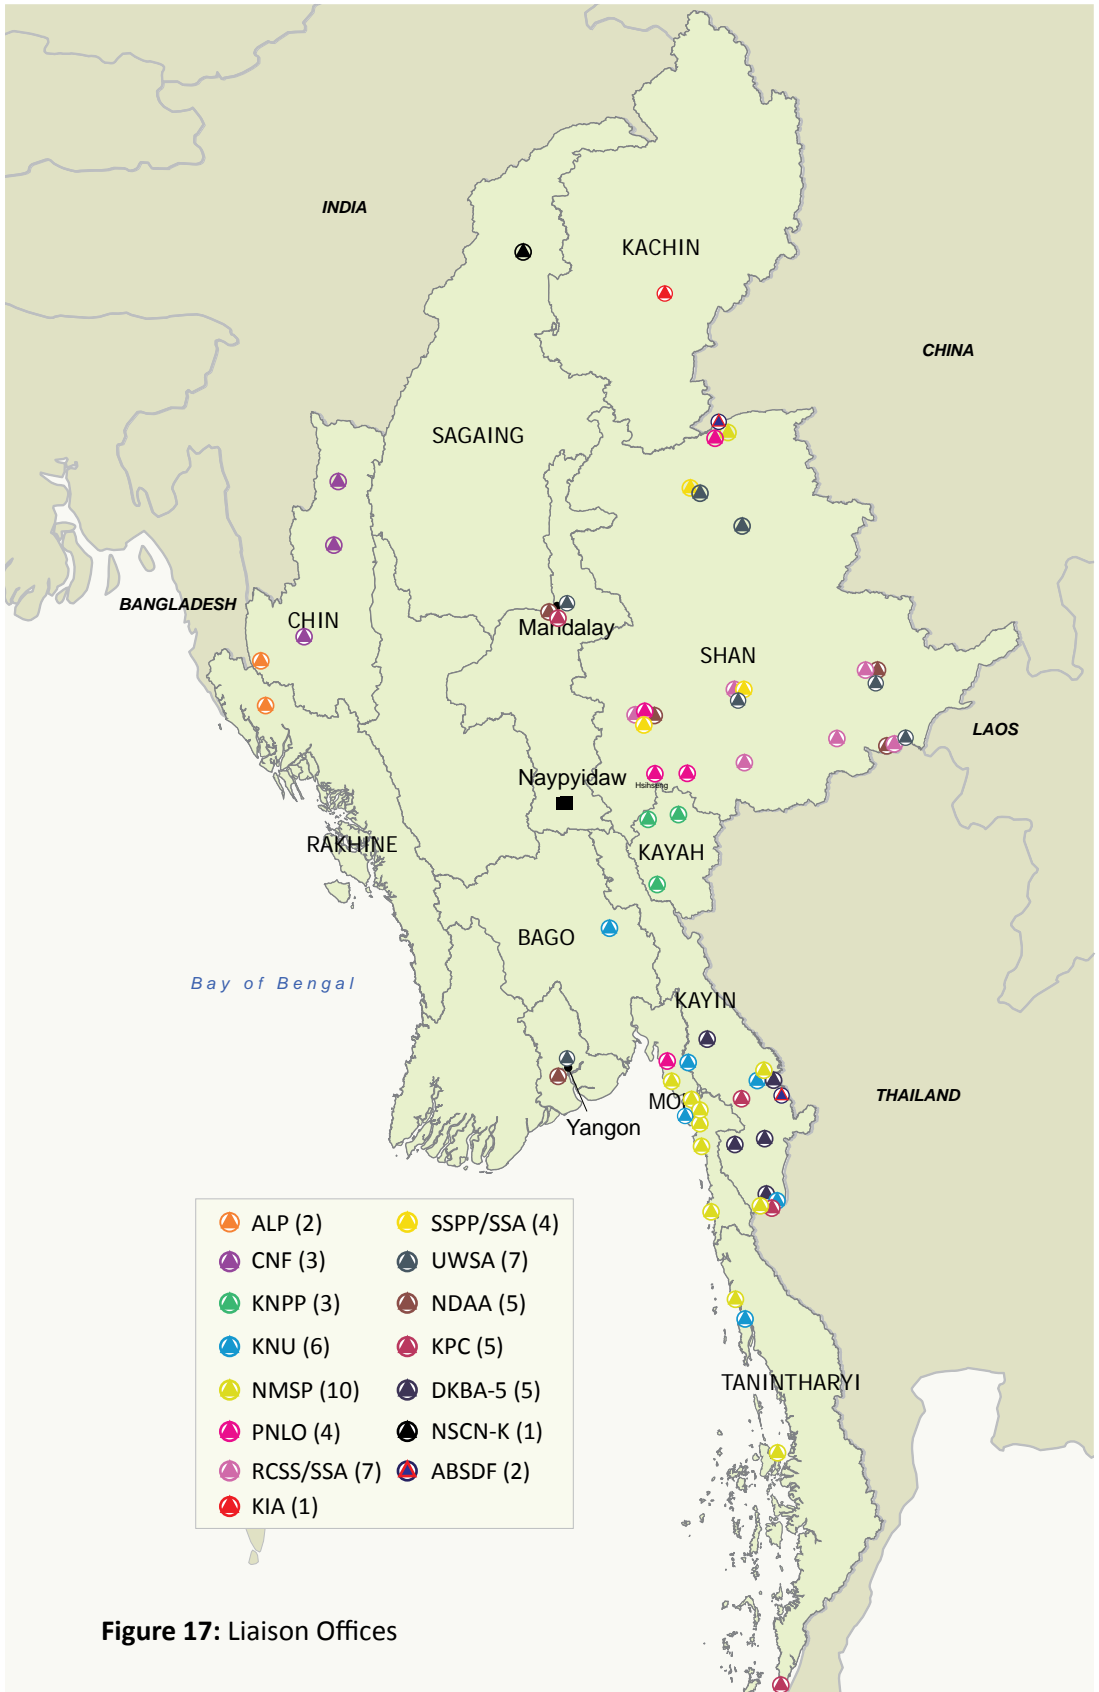 INDIA
KACHIN
CHINA
SAGAING
BANGLADESH
CHIN
Mandalay
SHAN
LAOS
Naypyidaw
Hsihseng
RAKHINE
KAYAH
BAGO
Bay of Bengal
KAYIN
THAILAND
MO
Yangon
TANINTHARYI
ALP (2)
CNF (3)
KNPP (3)
KNU (6)
NMSP (10)
PNLO (4)
RCSS/SSA (7)
KIA (1)
SSPP/SSA (4)
UWSA (7)
NDAA (5)
KPC (5)
DKBA-5 (5)
NSCN-K (1)
ABSDF (2)
Figure 17: Liaison Offices